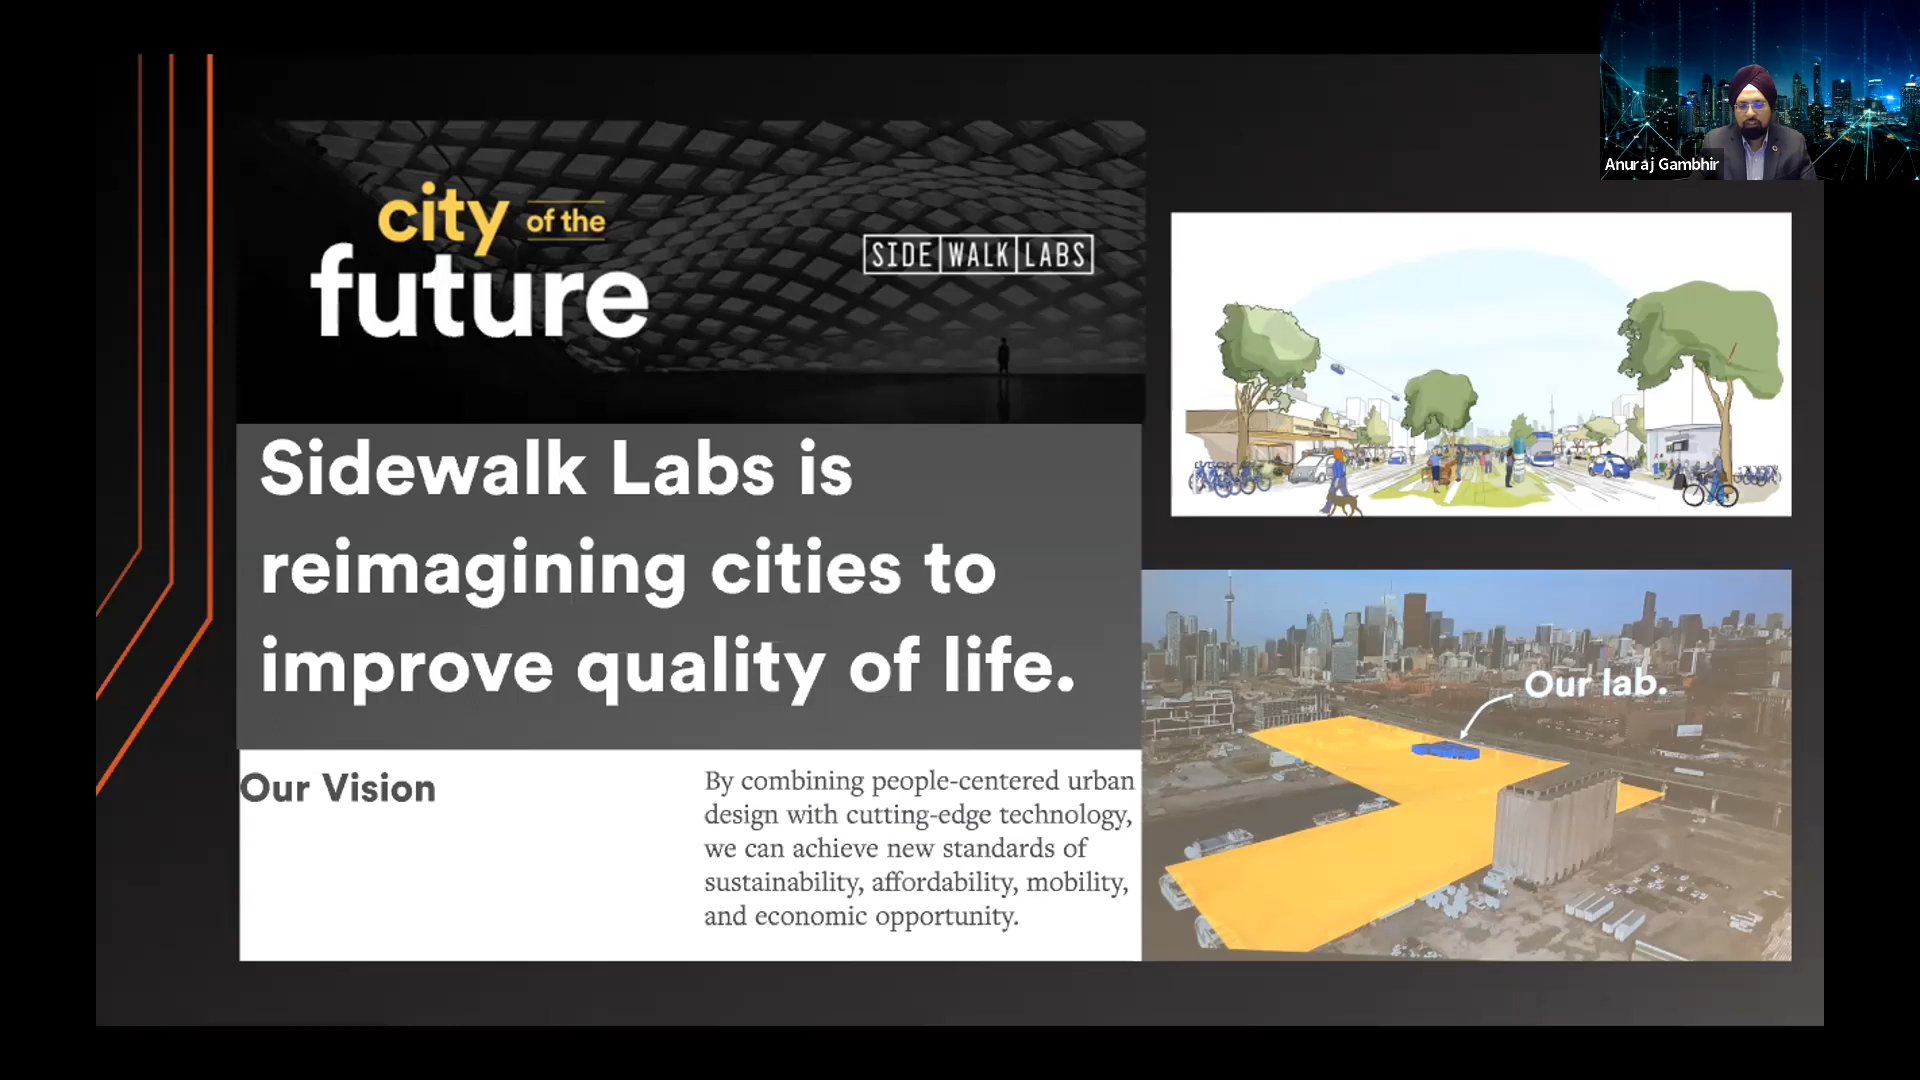 Anuraj Gambhir
city of the
future
SIDE WALK LABS
Sidewalk Labs is
reimagining cities to
improve quality of life.
Our Vision
By combining people-centered urban
design with cutting-edge technology,
we can achieve new standards of
sustainability, affordability, mobility,
and economic opportunity.
Our lab.